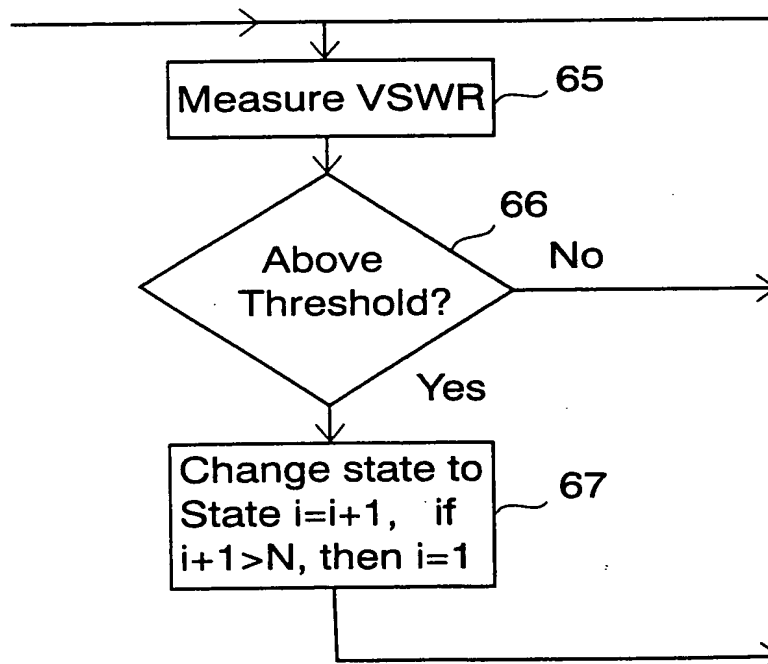 Measure VSWR
65
66
Above
Threshold?
No
Yes
Change state to
State i=i+1, if
i+1>N, then i=1
67